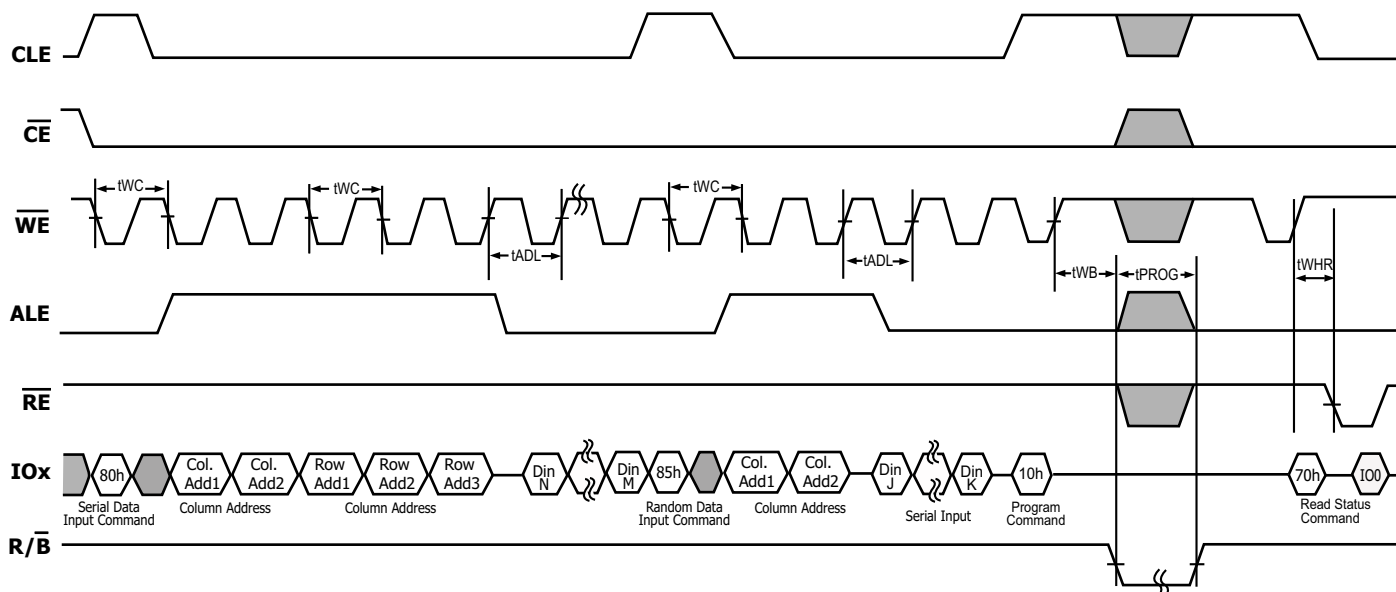 CLE
CE
tWC
tWC
tWC
WE
tADL
tADL
tWB
tPROG
tWHR
ALE
RE
IOx
80h
Col.
Add1
Col.
Add2
Row
Add1
Row
Add2
Row
Add3
Din
N
Din
M
85h
Col.
Add1
Col.
Add2
Din
J
Din
K
10h
70h
IO0
Serial Data
Input Command
Column Address
Column Address
Random Data
Input Command
Column Address
Serial Input
Program
Command
Read Status
Command
R/B